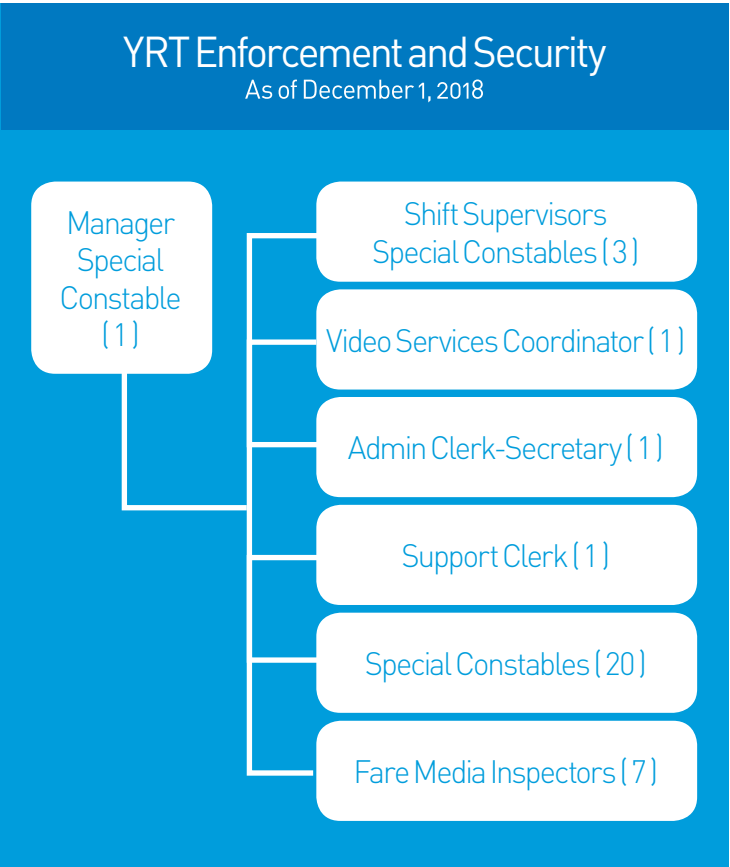 YRT Enforcement and Security
As of December 1, 2018
Manager
Special
Constable
(1)
Shift Supervisors
Special Constables (3)
Video Services Coordinator (1)
Admin Clerk-Secretary (1)
Support Clerk (1)
Special Constables (20)
Fare Media Inspectors (7)